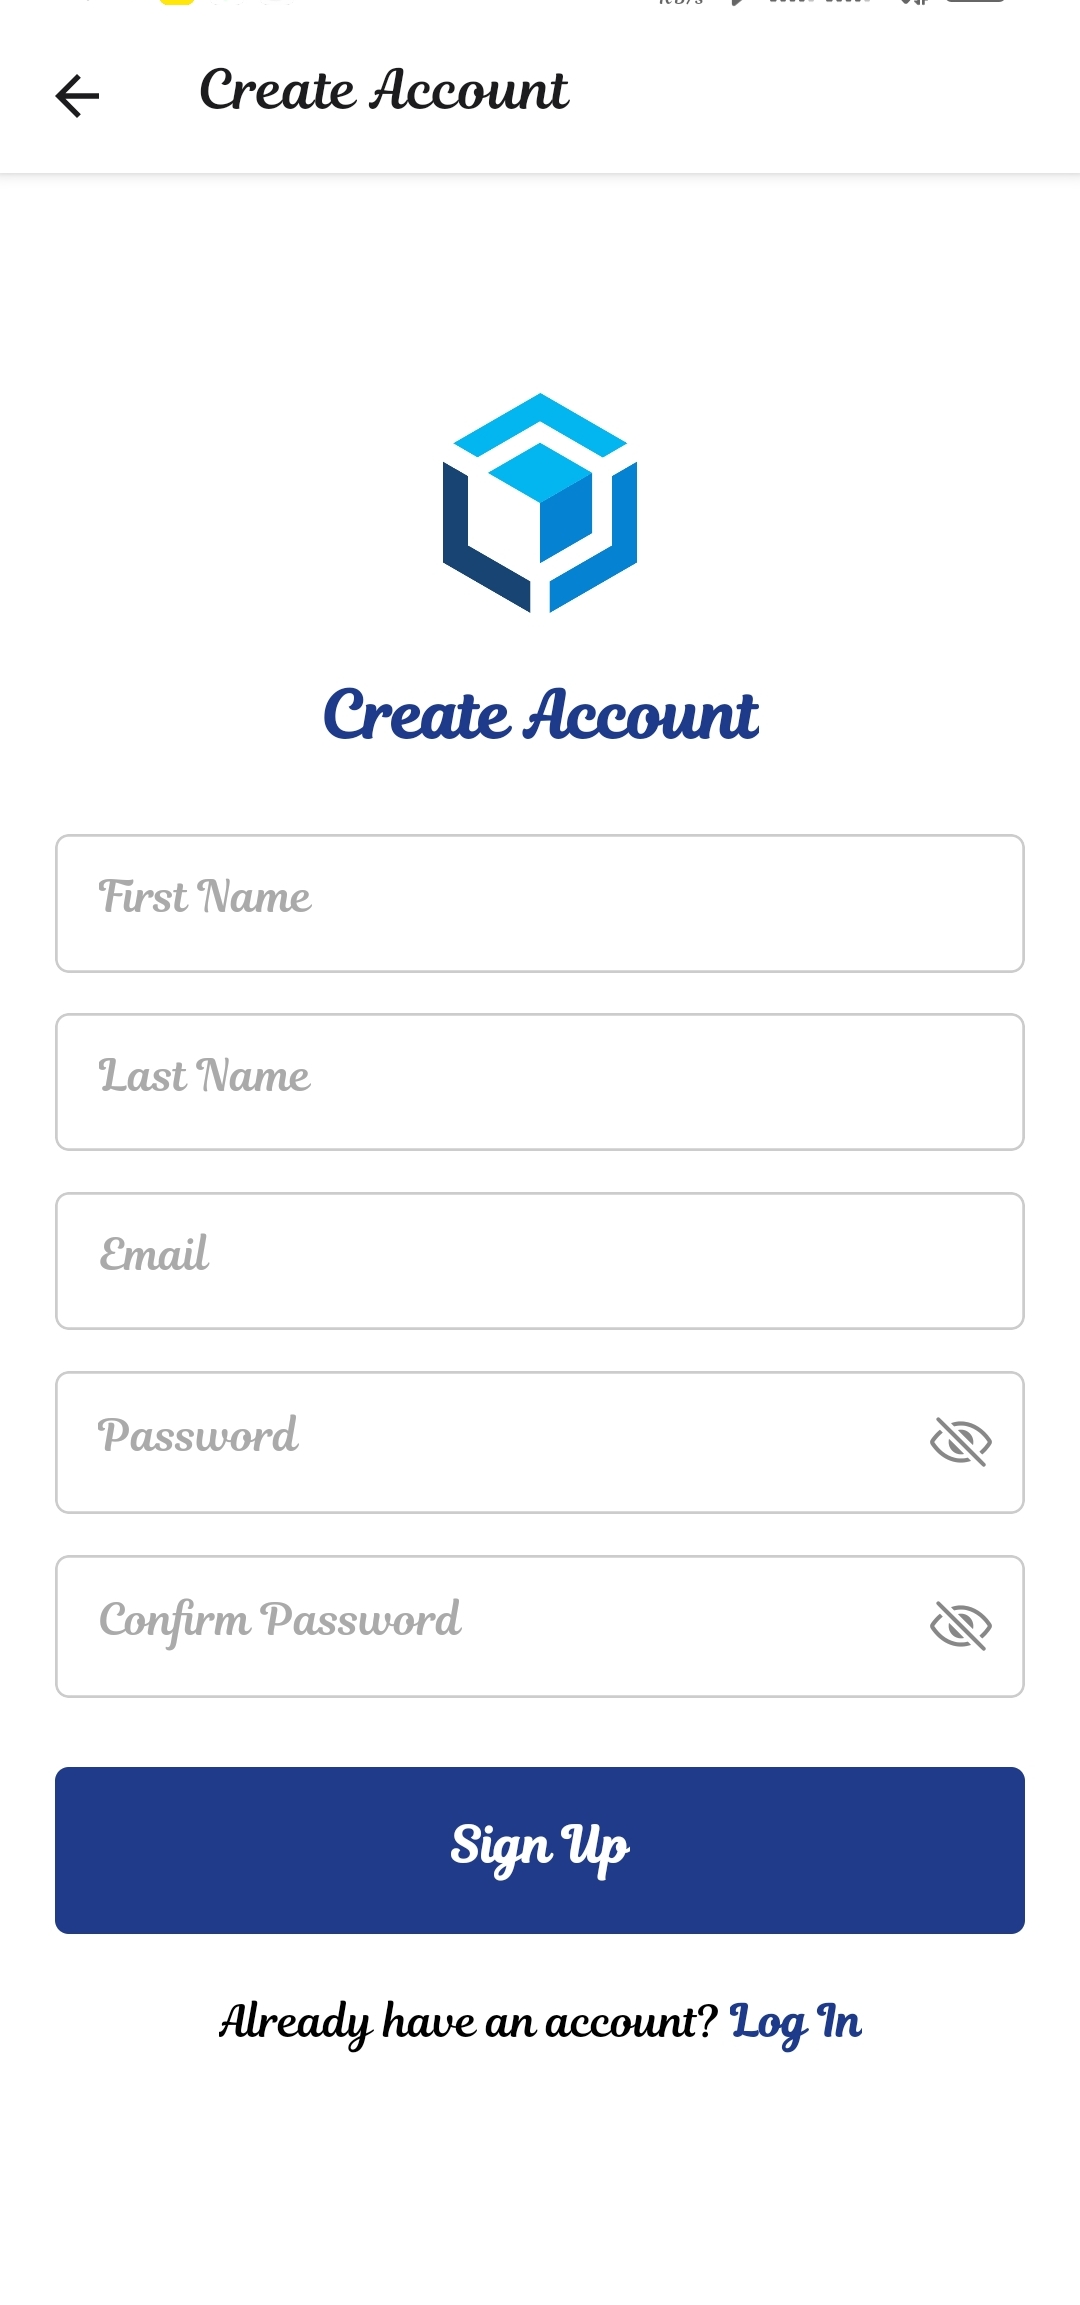 Create Account
Create Account
First Name
Last Name
Email
Password
Confirm Password
Sign Up
Already have an account? Log In